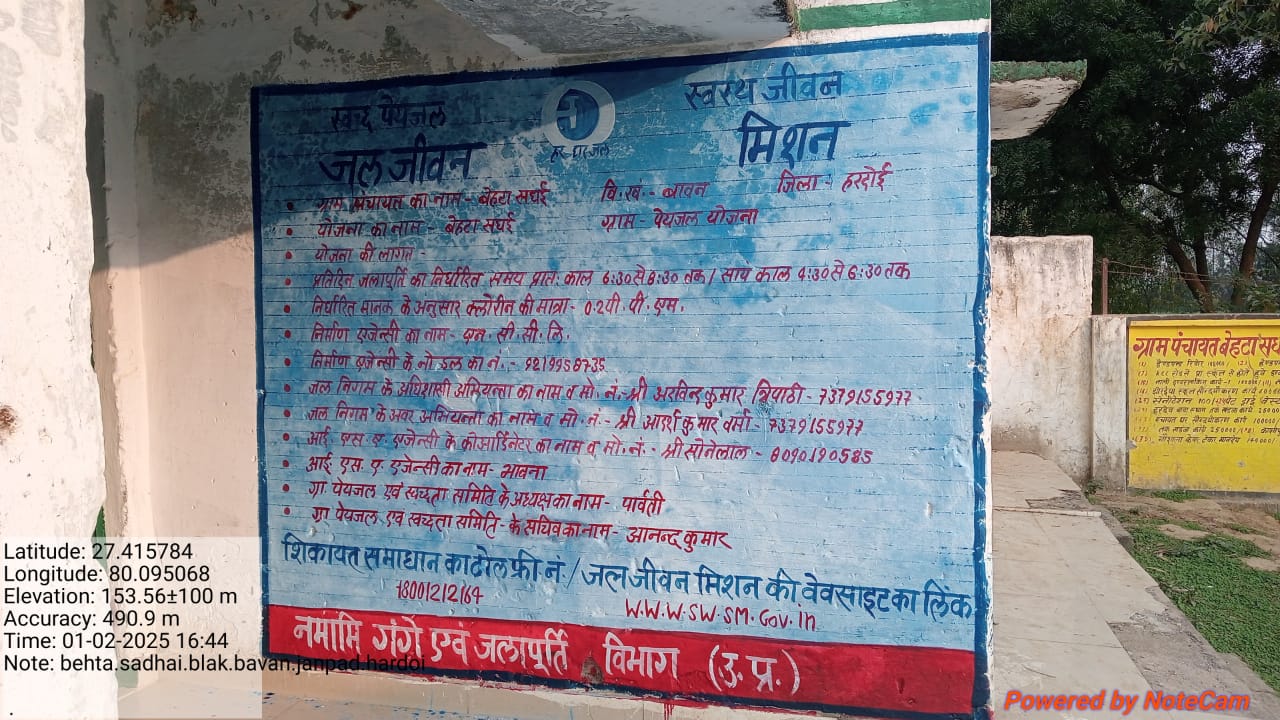 स्वच्छ पेयजल
स्वस्थ जीवन
हर-घर-जल
जल जीवन मिशन
• ग्राम पंचायत का नाम - बेहटा सधई वि.खं. - बावन जिला - हरदोई
• योजना का नाम - बेहटा सधई ग्राम - पेयजल योजना
• योजना की लागत -
• प्रतिदिन जलापूर्ति का निर्धारित समय प्रातः काल 6:30 से 8:30 तक / सायं काल 4:30 से 6:30 तक
• निर्धारित मानक के अनुसार क्लोरीन की मात्रा - 0.2 पी. पी. एम.
• निर्माण एजेन्सी का नाम - एन. सी. सी. लि.
• निर्माण एजेन्सी के नोडल का नं. - 9219958735
• जल निगम के अधिशासी अभियन्ता का नाम व मो. नं. - श्री अरविन्द कुमार त्रिपाठी - 7379155977
• जल निगम के अवर अभियन्ता का नाम व मो. नं. - श्री आदर्श कुमार वर्मा - 7379155977
• आई. एस. ए. एजेन्सी के कोआर्डिनेटर का नाम व मो. नं. - श्री सोनेलाल - 8090190585
• आई. एस. ए. एजेन्सी का नाम - भावना
• ग्रा पेयजल एवं स्वच्छता समिति के अध्यक्ष का नाम - पार्वती
• ग्रा पेयजल एवं स्वच्छता समिति - के सचिव का नाम - आनन्द कुमार
शिकायत समाधान का टोल फ्री नं. / जल जीवन मिशन की वेवसाइट का लिंक
18001212164 W.W.W.SW.SM.Gov.in
नमामि गंगे एवं जलापूर्ति विभाग (उ.प्र.)
ग्राम पंचायत बेहटा सध
Latitude: 27.415784
Longitude: 80.095068
Elevation: 153.56±100 m
Accuracy: 490.9 m
Time: 01-02-2025 16:44
Note: behta.sadhai.blak.bavan.janpad.hardoi
.
Powered by NoteCam